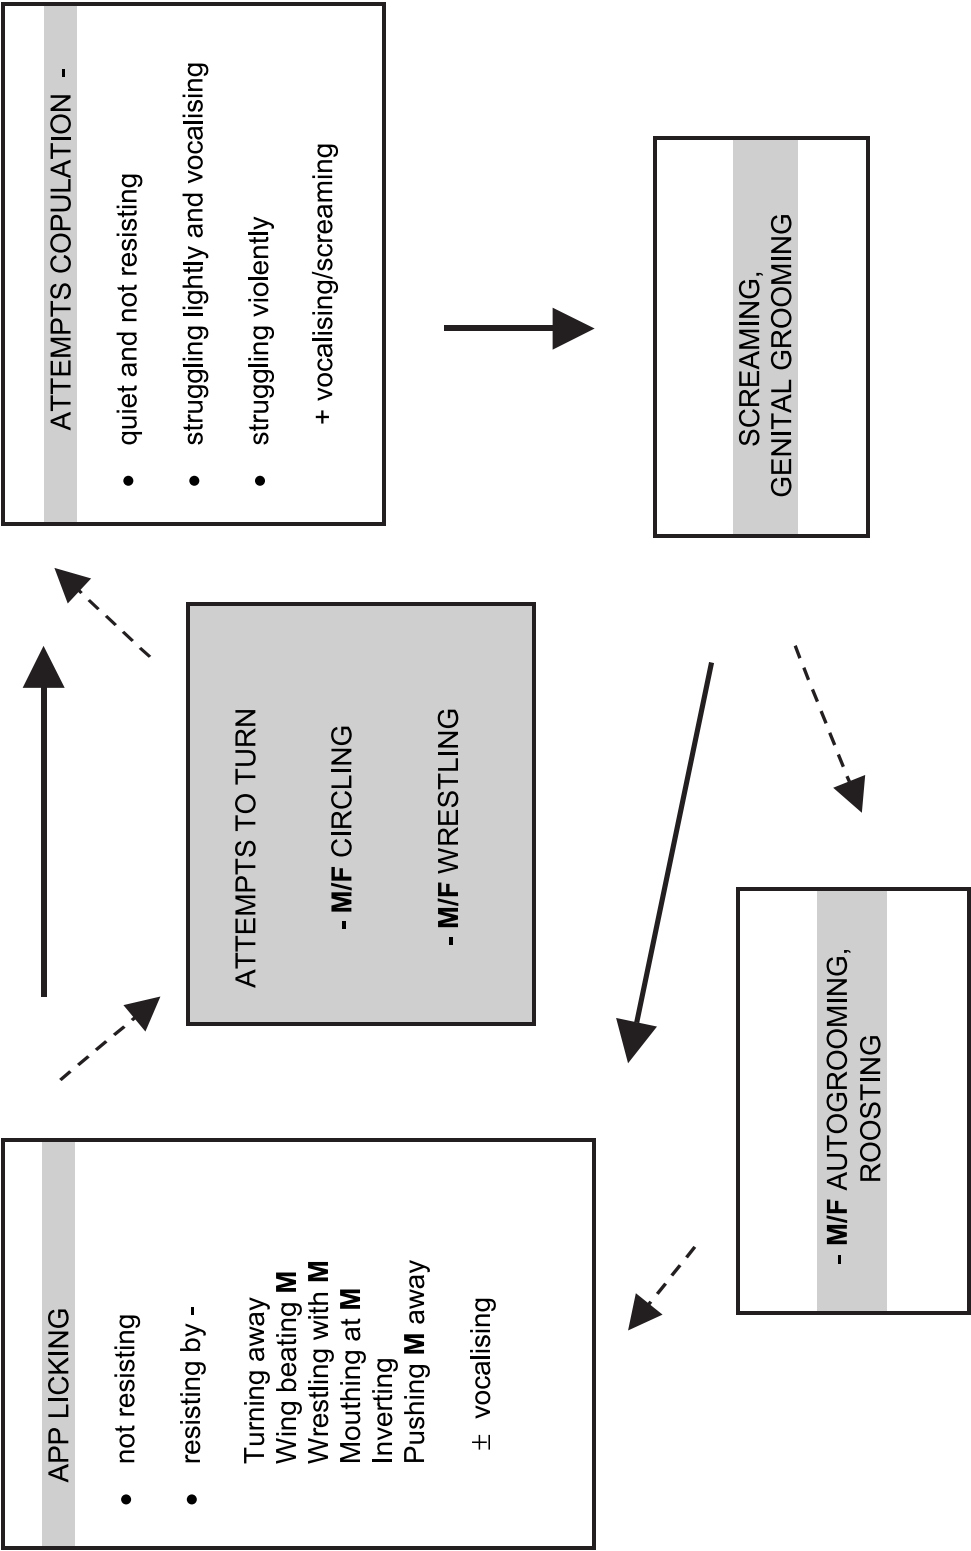 APP LICKING
• not resisting
• resisting by -
Turning away
Wing beating M
Wrestling with M
Mouthing at M
Inverting
Pushing M away
± vocalising
ATTEMPTS TO TURN
- M/F CIRCLING
- M/F WRESTLING
ATTEMPTS COPULATION -
• quiet and not resisting
• struggling lightly and vocalising
• struggling violently
+ vocalising/screaming
- M/F AUTOGROOMING,
ROOSTING
SCREAMING,
GENITAL GROOMING